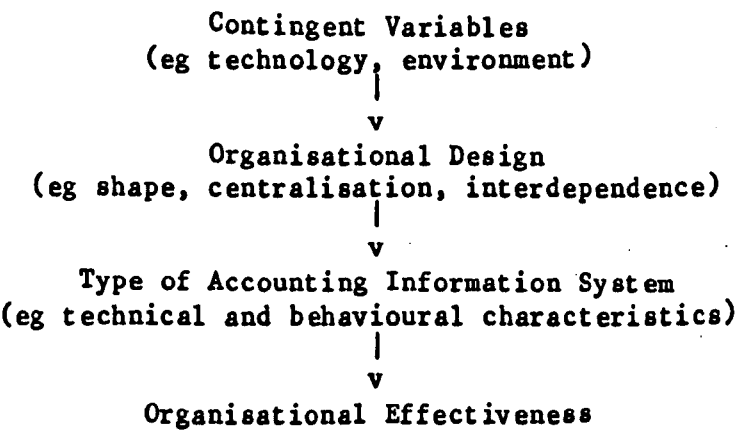 Contingent Variables
(eg technology, environment)
|
v
Organisational Design
(eg shape, centralisation, interdependence)
|
v
Type of Accounting Information System
(eg technical and behavioural characteristics)
|
v
Organisational Effectiveness